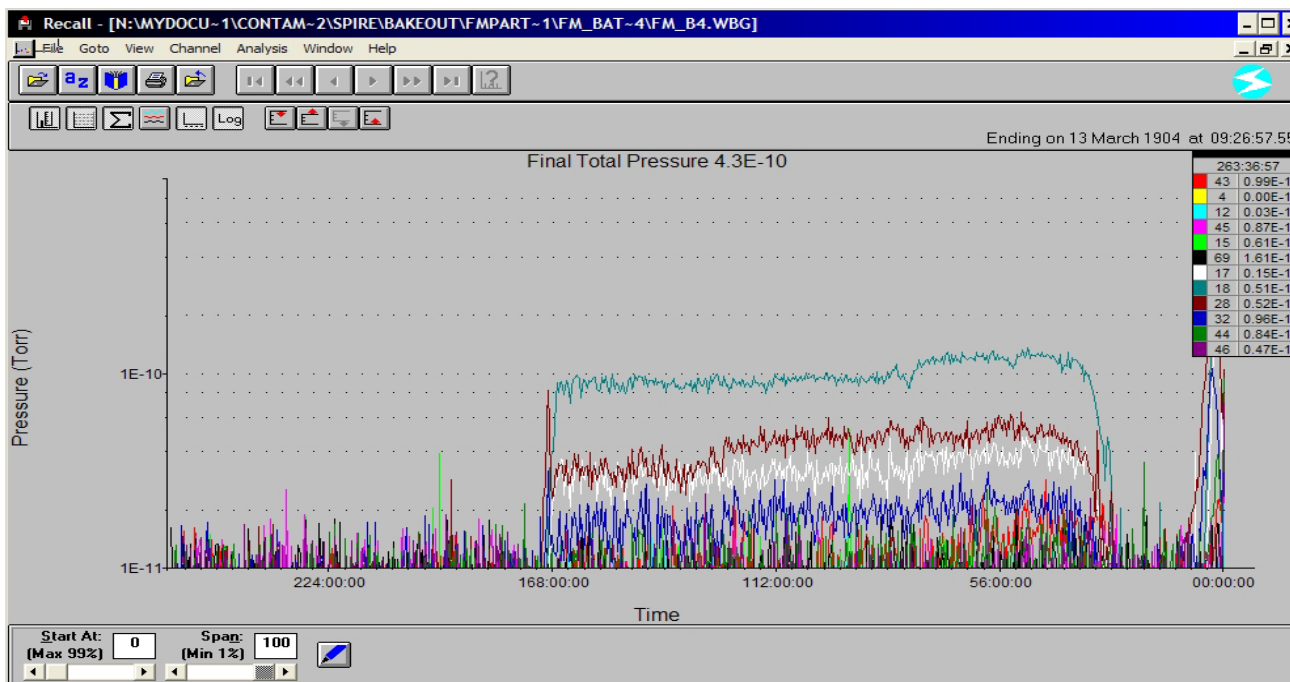 Recall - [N:\MYDOCU~1\CONTAM~2\SPIRE\BAKEOUT\FMPART~1\FM_BAT~4\FM_B4.WBG]
File Goto View Channel Analysis Window Help
az
Log
Ending on 13 March 1904 at 09:26:57.55
Final Total Pressure 4.3E-10
263:36:57
43 0.99E-1
4 0.00E-1
12 0.03E-1
45 0.87E-1
15 0.61E-1
69 1.61E-1
17 0.15E-1
18 0.51E-1
28 0.52E-1
32 0.96E-1
44 0.84E-1
46 0.47E-1
Pressure (Torr)
1E-10
1E-11
224:00:00 168:00:00 112:00:00 56:00:00 00:00:00
Time
Start At: 0 Span: 100
(Max 99%) (Min 1%)